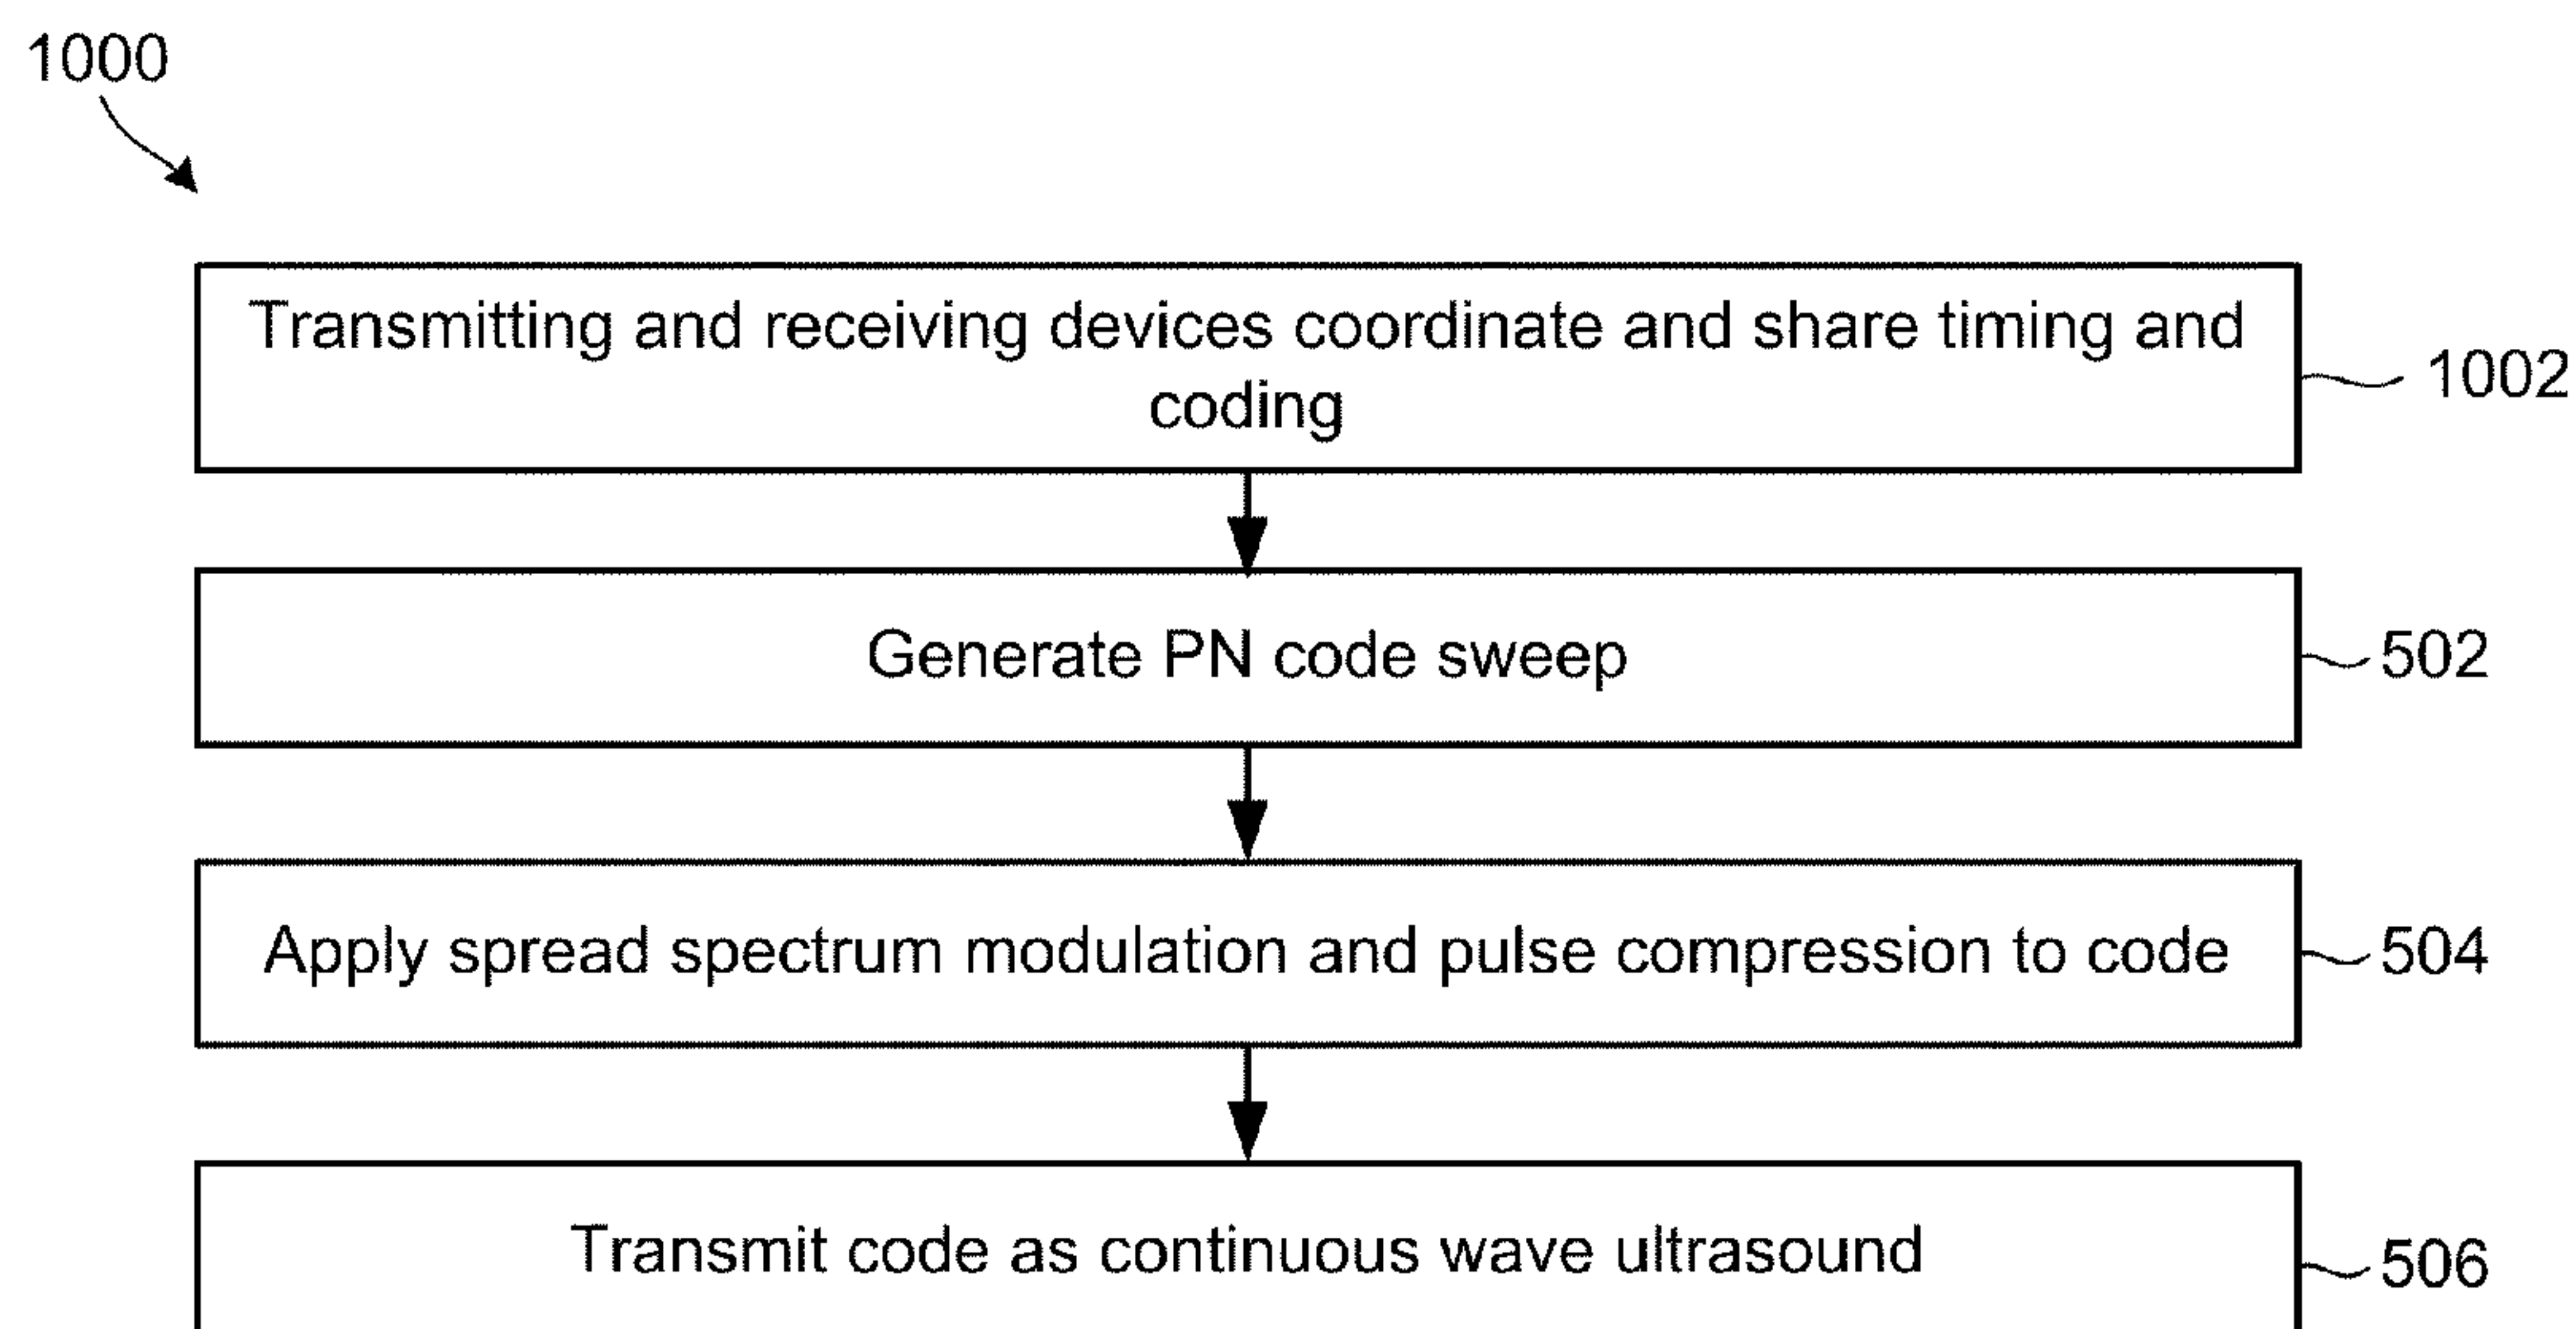 1000
Transmitting and receiving devices coordinate and share timing and
coding
1002
Generate PN code sweep
502
Apply spread spectrum modulation and pulse compression to code
504
Transmit code as continuous wave ultrasound
506